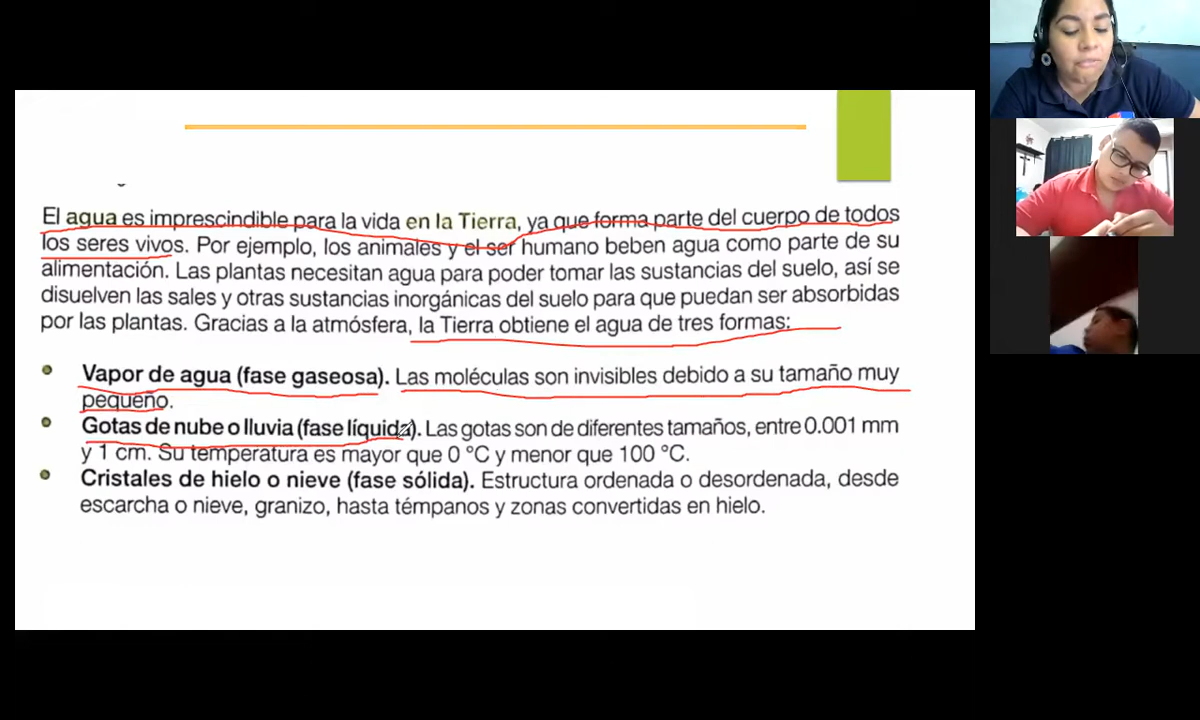 El agua es imprescindible para la vida en la Tierra, ya que forma parte del cuerpo de todos
los seres vivos. Por ejemplo, los animales y el ser humano beben agua como parte de su
alimentación. Las plantas necesitan agua para poder tomar las sustancias del suelo, así se
disuelven las sales y otras sustancias inorgánicas del suelo para que puedan ser absorbidas
por las plantas. Gracias a la atmósfera, la Tierra obtiene el agua de tres formas:
• Vapor de agua (fase gaseosa). Las moléculas son invisibles debido a su tamaño muy
pequeño.
• Gotas de nube o lluvia (fase líquida). Las gotas son de diferentes tamaños, entre 0.001 mm
y 1 cm. Su temperatura es mayor que 0 °C y menor que 100 °C.
• Cristales de hielo o nieve (fase sólida). Estructura ordenada o desordenada, desde
escarcha o nieve, granizo, hasta témpanos y zonas convertidas en hielo.